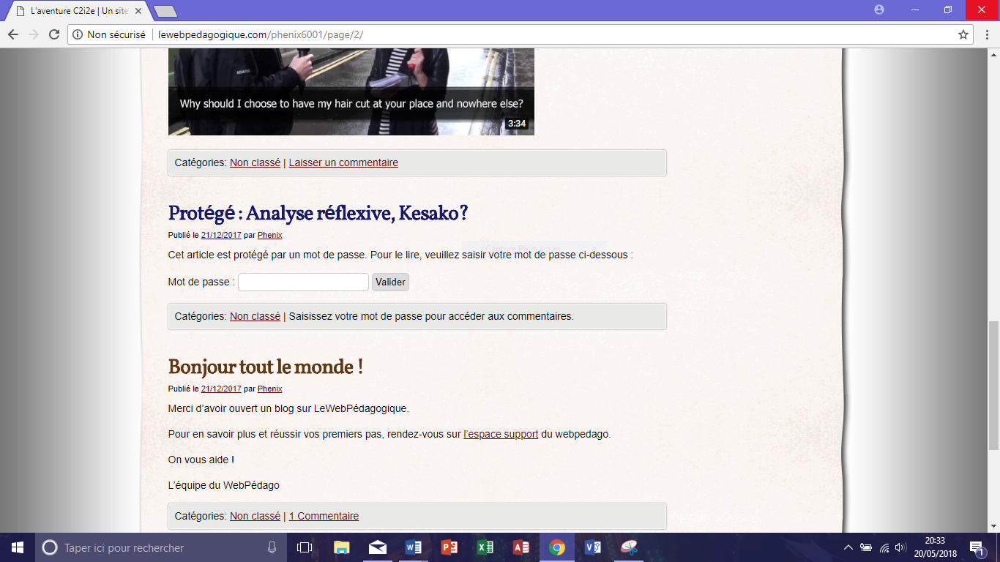 L'aventure C2i2e | Un site
Non sécurisé | lewebpedagogique.com/phenix6001/page/2/
Why should I choose to have my hair cut at your place and nowhere else?
3:34
Catégories: Non classé | Laisser un commentaire
Protégé : Analyse réflexive, Kesako?
Publié le 21/12/2017 par Phenix
Cet article est protégé par un mot de passe. Pour le lire, veuillez saisir votre mot de passe ci-dessous :
Mot de passe : Valider
Catégories: Non classé | Saisissez votre mot de passe pour accéder aux commentaires.
Bonjour tout le monde !
Publié le 21/12/2017 par Phenix
Merci d'avoir ouvert un blog sur LeWebPédagogique.
Pour en savoir plus et réussir vos premiers pas, rendez-vous sur l'espace support du webpedago.
On vous aide !
L'équipe du WebPédago
Catégories: Non classé | 1 Commentaire
Taper ici pour rechercher
20:33
20/05/2018
1